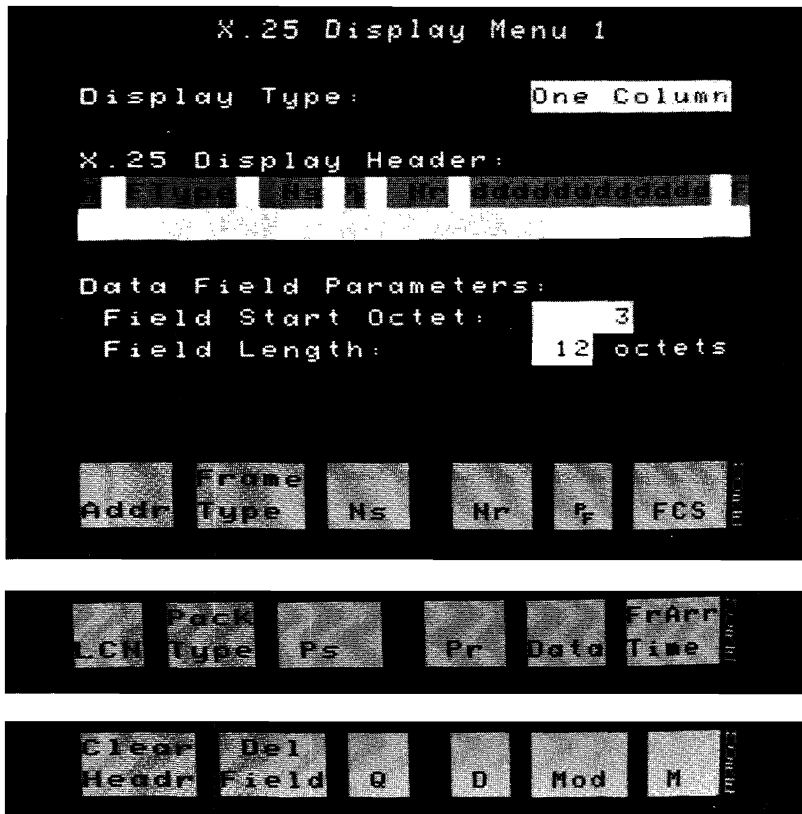 X.25 Display Menu 1
Display Type: One Column
X.25 Display Header:
FType Ns Nr dddddddddddd F
Data Field Parameters:
Field Start Octet: 3
Field Length: 12 octets
Addr Frame Type Ns Nr P/F FCS
LCN Pack Type Ps Pr Data FrArr Time
Clear Headr Del Field Q D Mod M